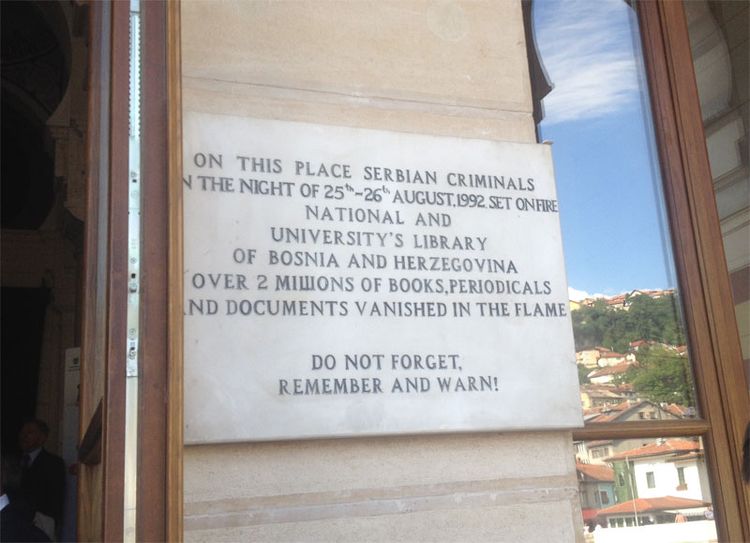 ON THIS PLACE SERBIAN CRIMINALS
N THE NIGHT OF 25th-26th AUGUST, 1992. SET ON FIRE
NATIONAL AND
UNIVERSITY'S LIBRARY
OF BOSNIA AND HERZEGOVINA
OVER 2 MILLIONS OF BOOKS, PERIODICALS
ND DOCUMENTS VANISHED IN THE FLAME
DO NOT FORGET,
REMEMBER AND WARN!